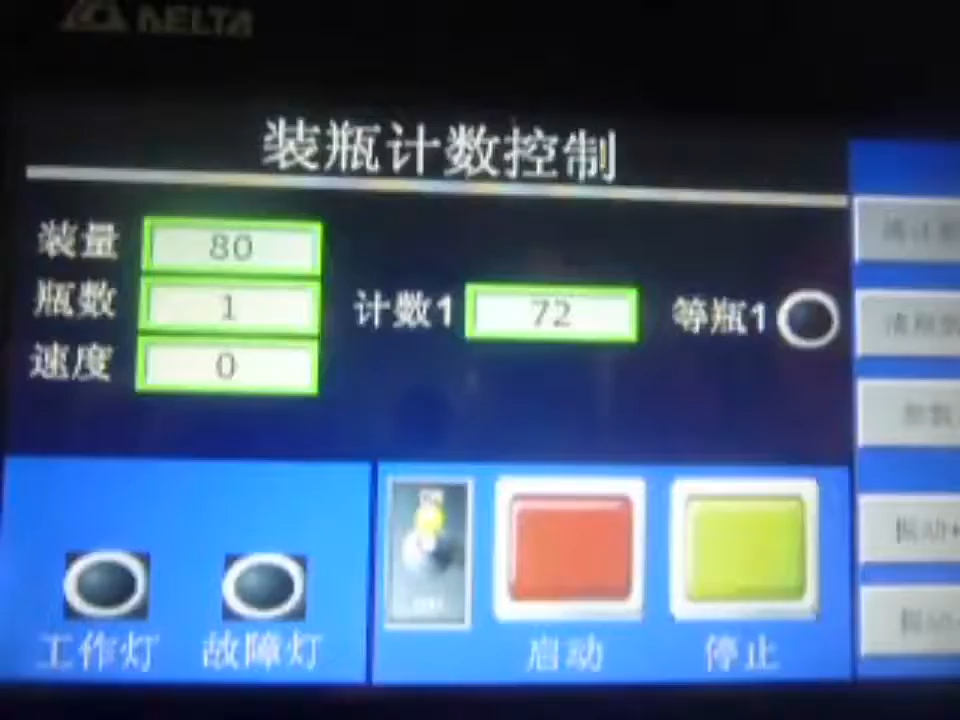 DELTA
装瓶计数控制
装量 80
瓶数 1
计数1 72
等瓶1
速度 0
工作灯
故障灯
启动
停止